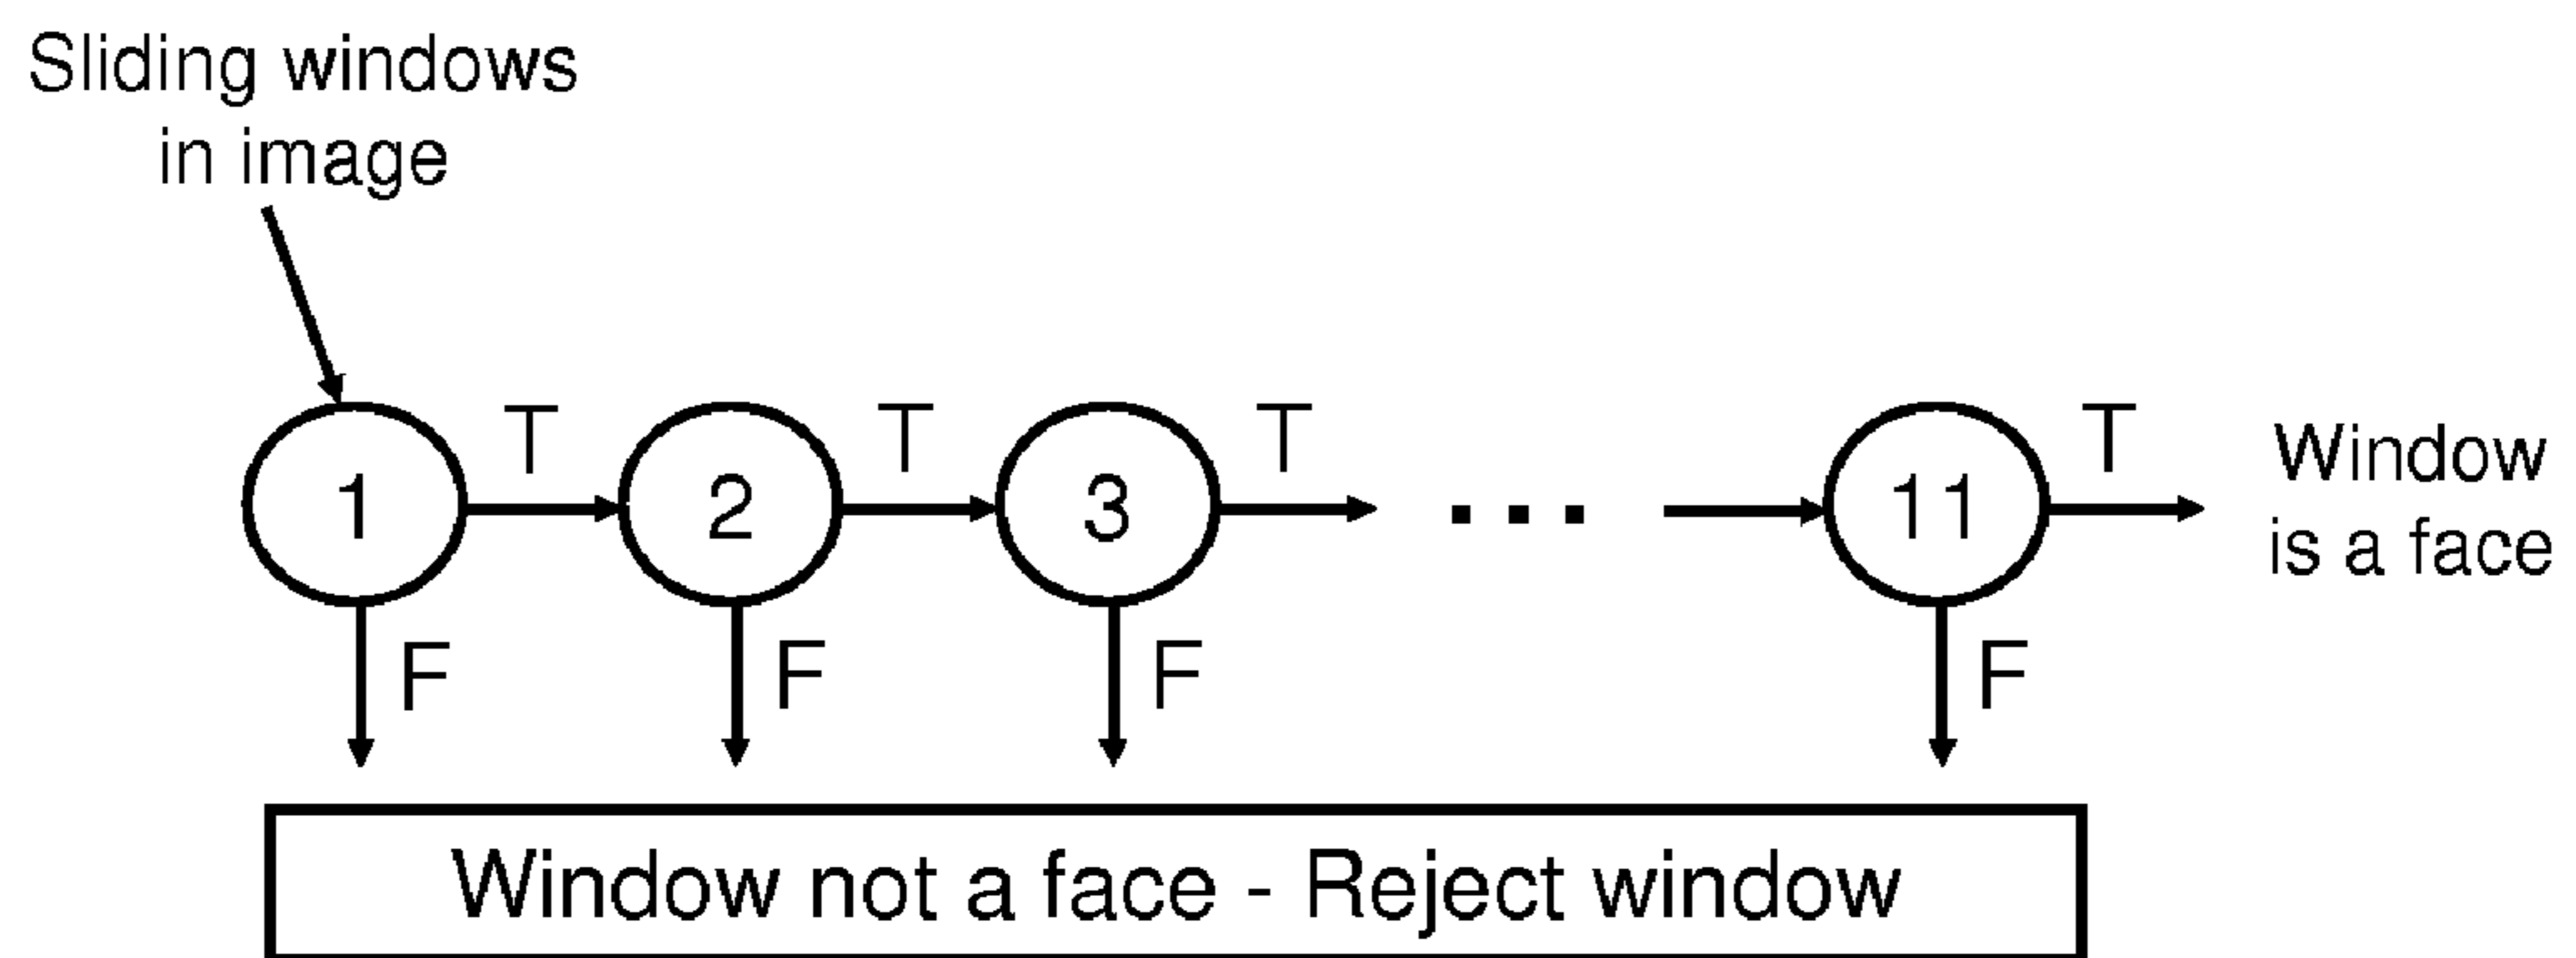 Sliding windows
in image
1 T 2 T 3 T ... 11 T
Window
is a face
F F F F
Window not a face - Reject window